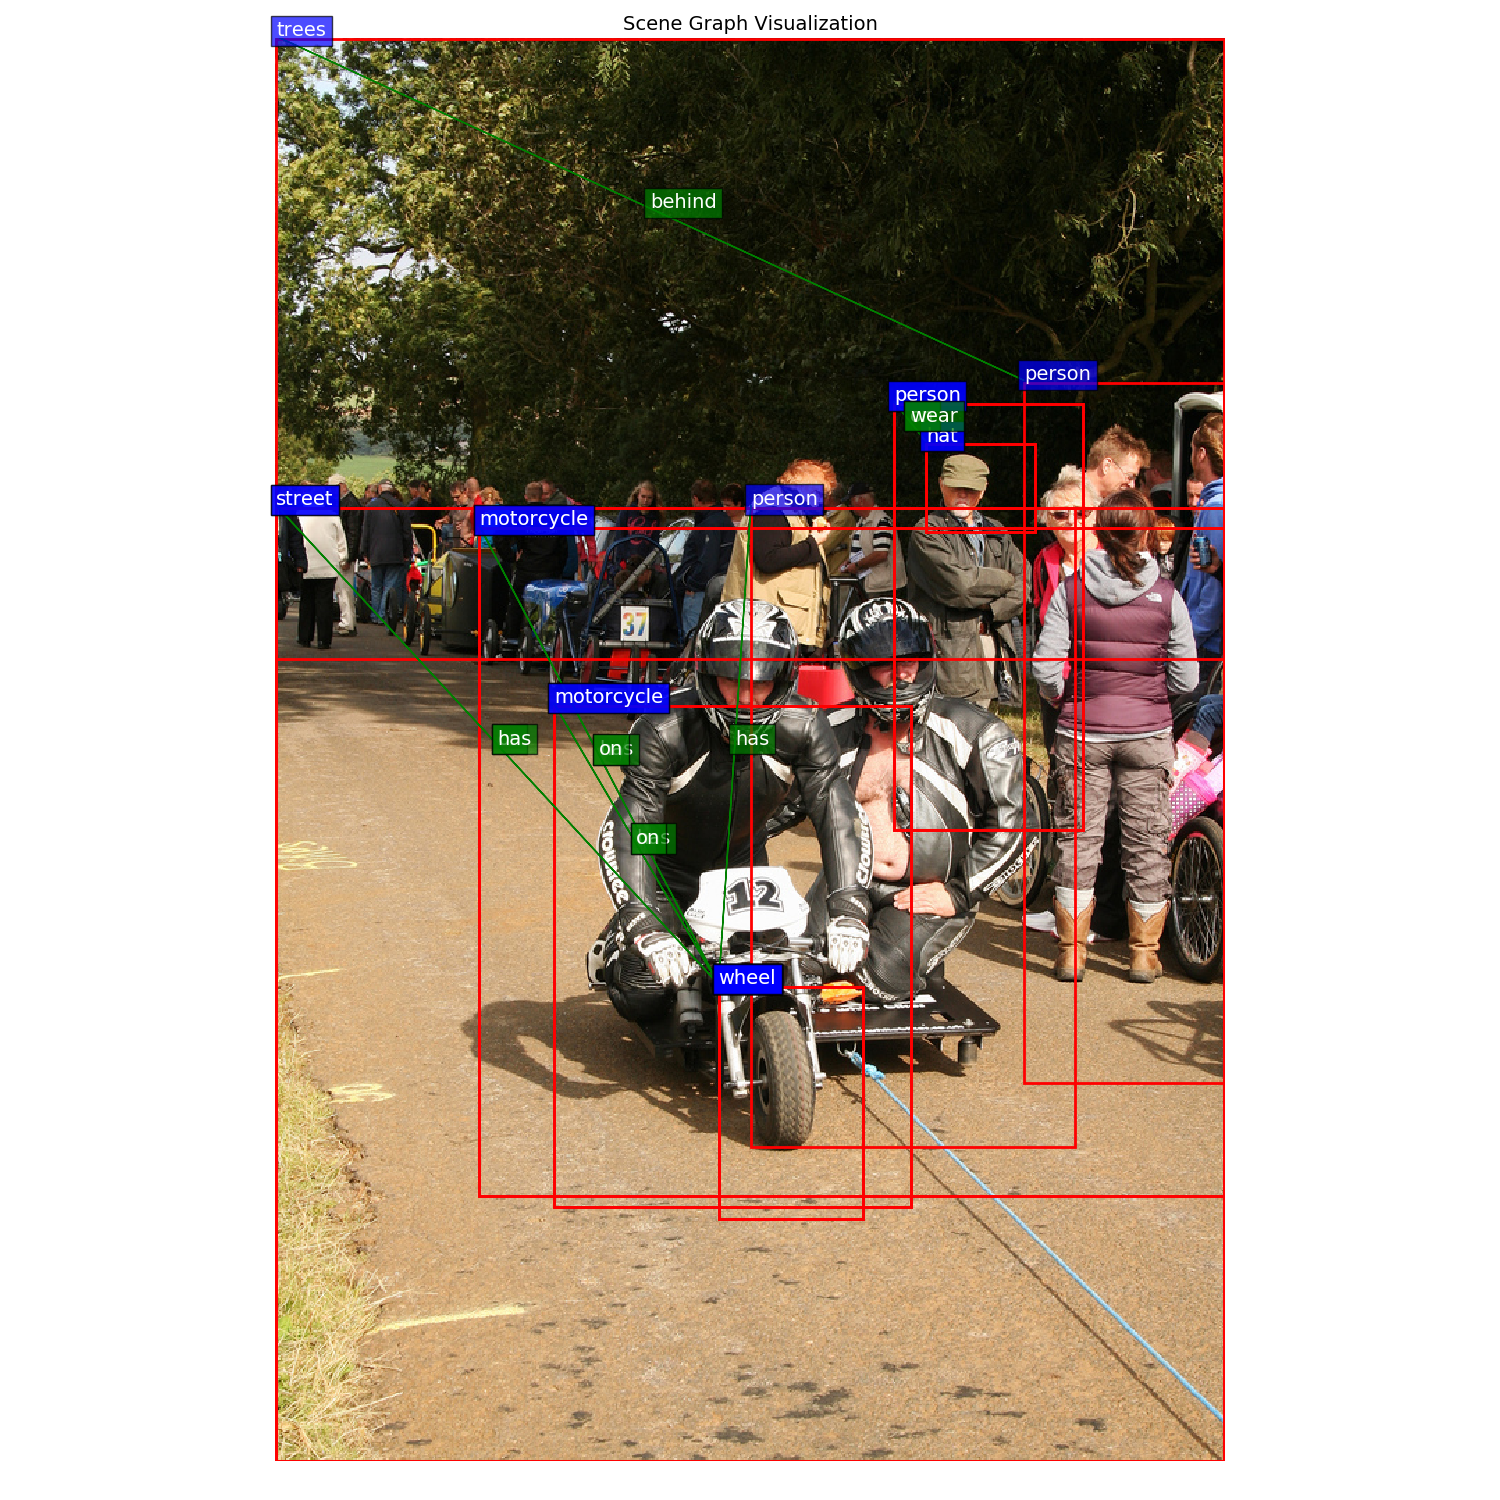 Scene Graph Visualization
trees
behind
person
person
wear
hat
street
person
motorcycle
37
motorcycle
has
ons
has
ons
12
wheel